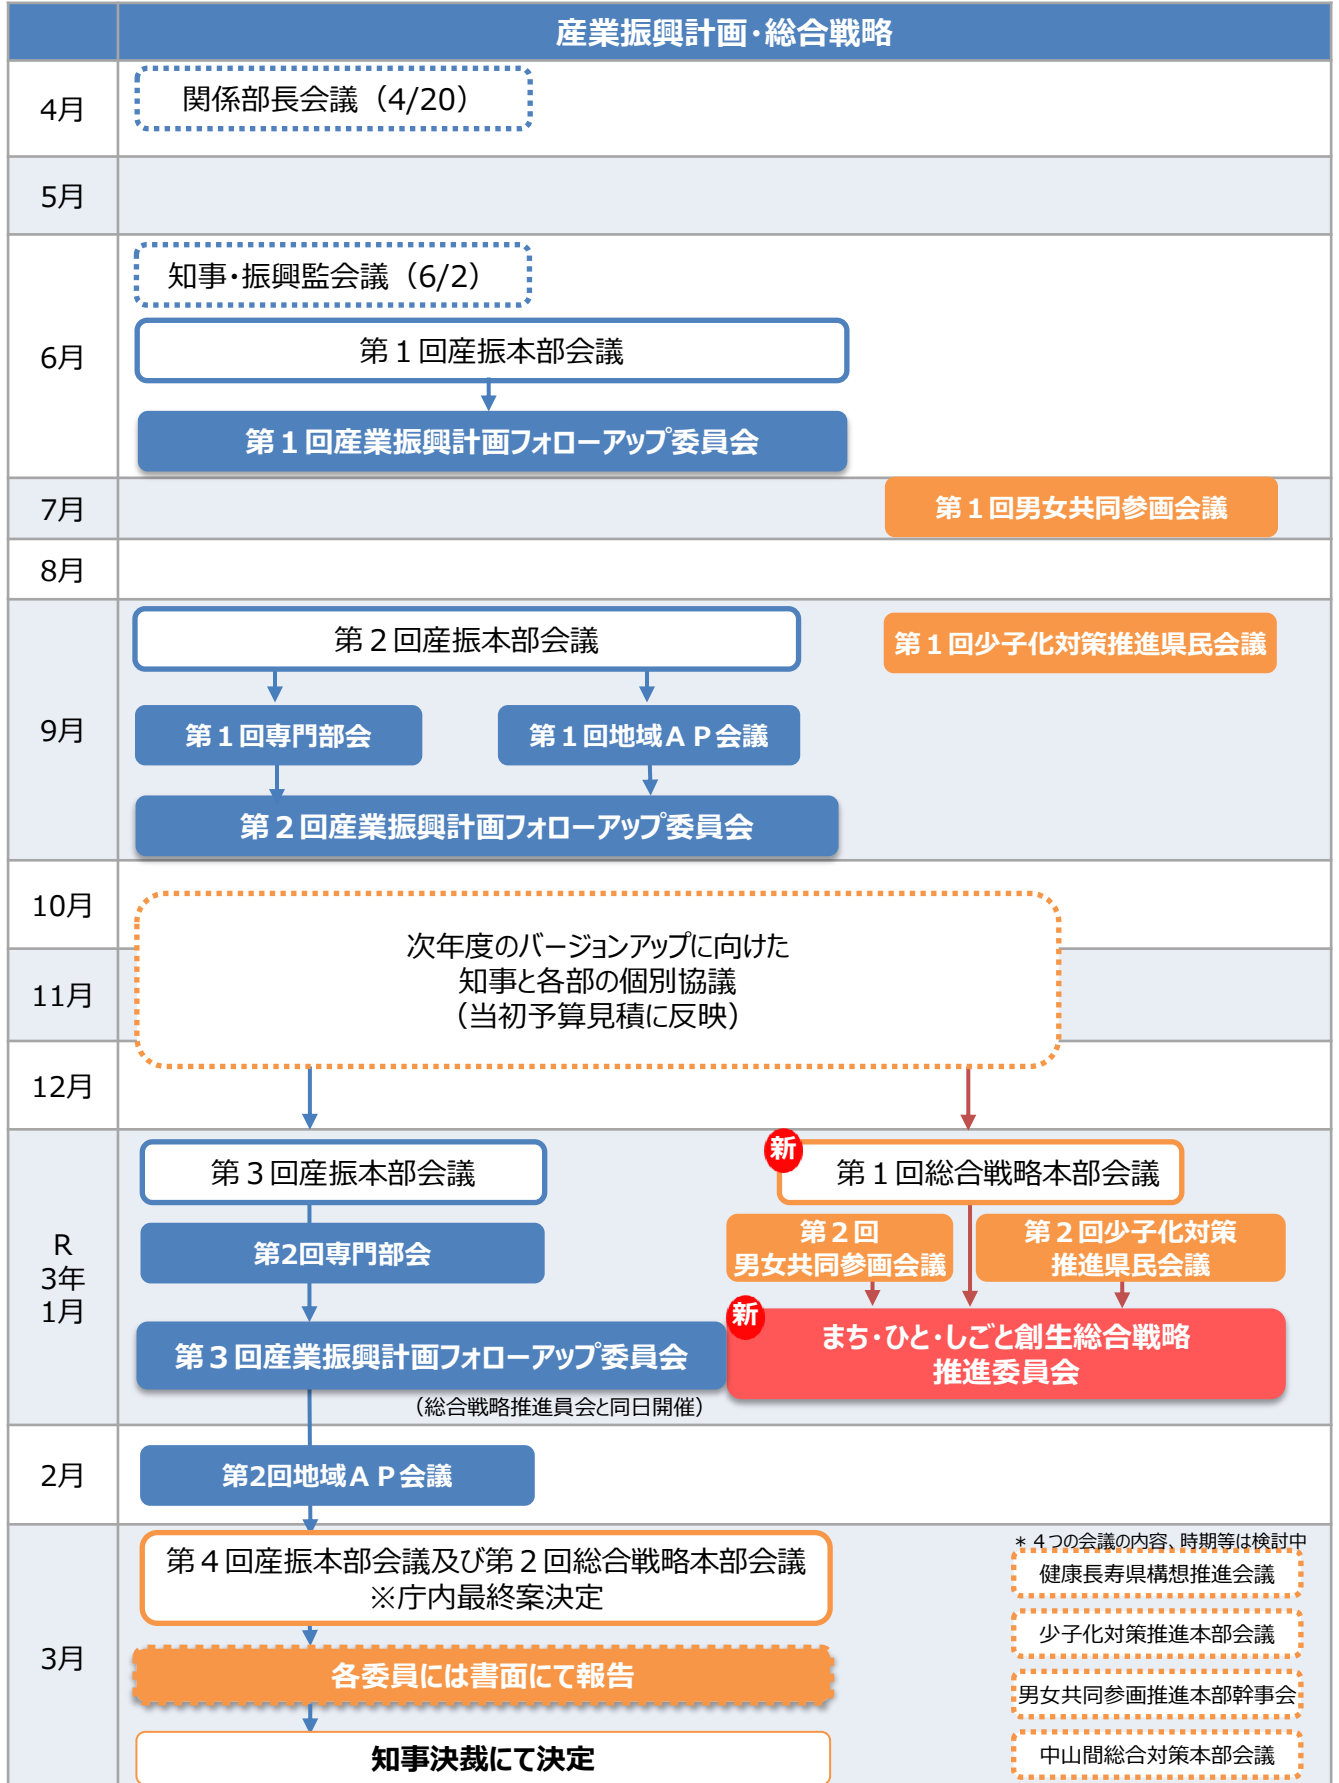 産業振興計画・総合戦略
4月
関係部長会議（4/20）
5月
6月
知事・振興監会議（6/2）
第１回産振本部会議
第１回産業振興計画フォローアップ委員会
7月
第１回男女共同参画会議
8月
9月
第２回産振本部会議
第１回少子化対策推進県民会議
第１回専門部会
第１回地域ＡＰ会議
第２回産業振興計画フォローアップ委員会
10月
11月
12月
次年度のバージョンアップに向けた
知事と各部の個別協議
（当初予算見積に反映）
R
3年
1月
第３回産振本部会議
新
第１回総合戦略本部会議
第2回専門部会
第２回
男女共同参画会議
第２回少子化対策
推進県民会議
第３回産業振興計画フォローアップ委員会
新
まち・ひと・しごと創生総合戦略
推進委員会
（総合戦略推進員会と同日開催）
2月
第2回地域ＡＰ会議
3月
第４回産振本部会議及び第２回総合戦略本部会議
※庁内最終案決定
各委員には書面にて報告
知事決裁にて決定
＊４つの会議の内容、時期等は検討中
健康長寿県構想推進会議
少子化対策推進本部会議
男女共同参画推進本部幹事会
中山間総合対策本部会議